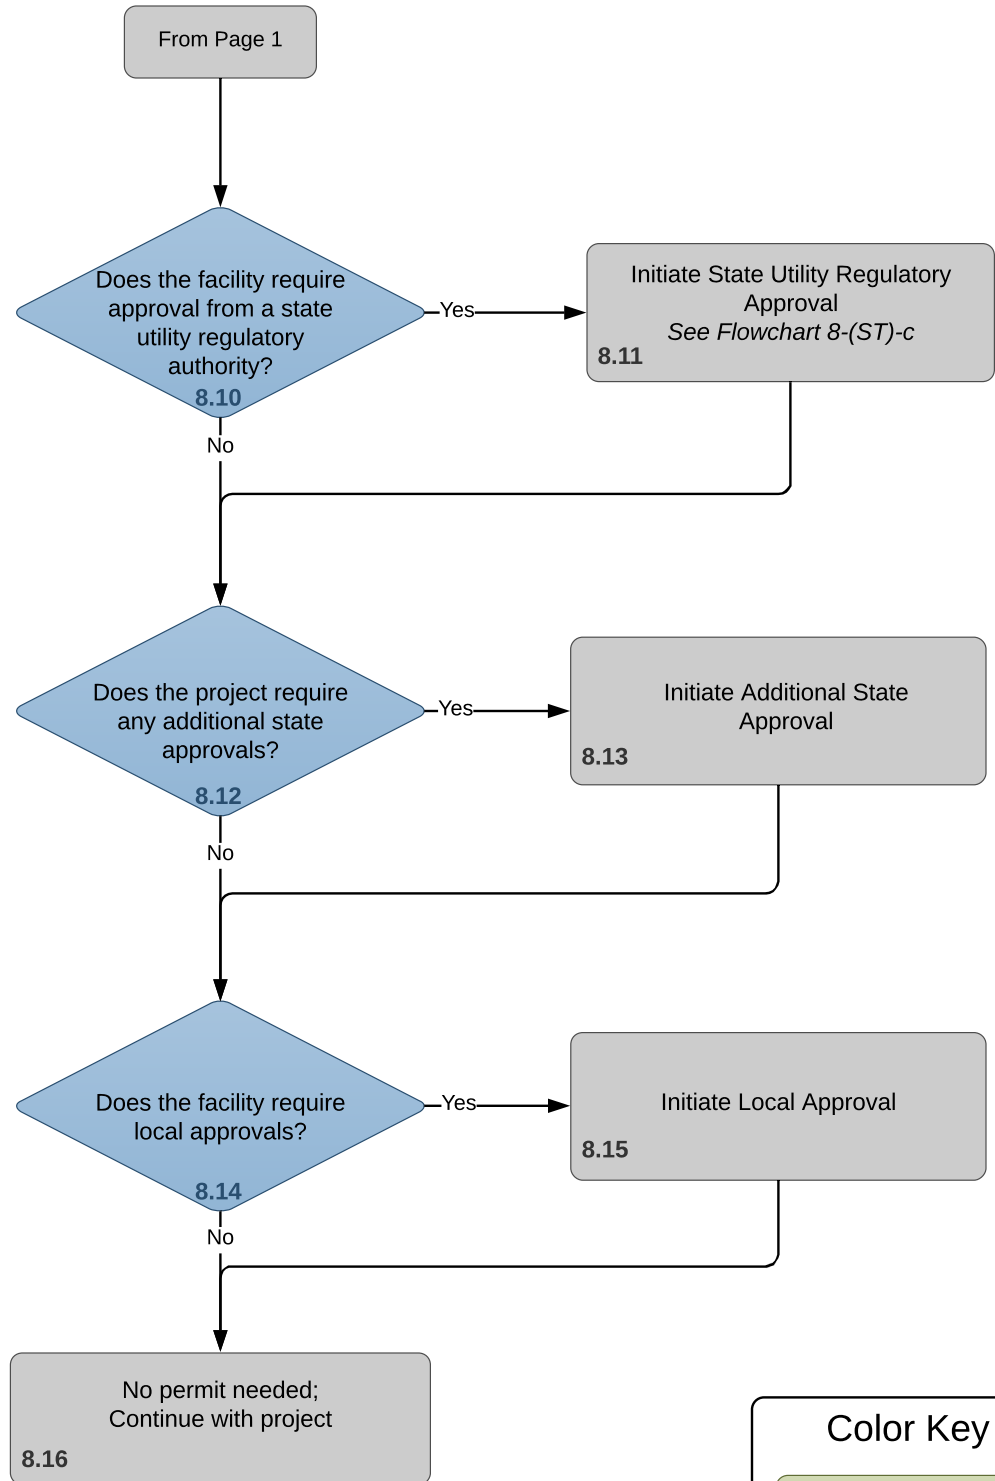 From Page 1
Does the facility require
approval from a state
utility regulatory
authority?
8.10
Yes
Initiate State Utility Regulatory
Approval
See Flowchart 8-(ST)-c
8.11
No
Does the project require
any additional state
approvals?
8.12
Yes
Initiate Additional State
Approval
8.13
No
Does the facility require
local approvals?
8.14
Yes
Initiate Local Approval
8.15
No
No permit needed;
Continue with project
8.16
Color Key